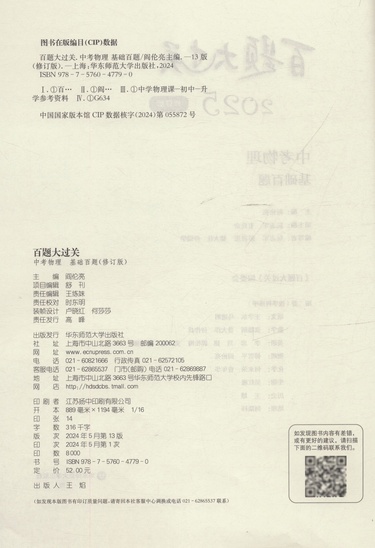 图书在版编目(CIP)数据
百题大过关.中考物理.基础百题/阎伦亮主编.—13版
(修订版).—上海:华东师范大学出版社,2024
ISBN 978-7-5760-4779-0
Ⅰ.①百… Ⅱ.①阎… Ⅲ.①中学物理课-初中-升
学参考资料 Ⅳ.①G634
中国国家版本馆CIP数据核字(2024)第055872号
百题大过关
中考物理 基础百题(修订版)
主编 阎伦亮
项目编辑 舒刊
责任编辑 王炼妹
责任校对 时东明
装帧设计 卢晓红 何莎莎
责任发行 高峰
出版发行 华东师范大学出版社
社址 上海市中山北路3663号 邮编 200062
网址 www.ecnupress.com.cn
电话 021-60821666 行政传真 021-62572105
客服电话 021-62865537 门市(邮购)电话 021-62869887
地址 上海市中山北路3663号华东师范大学校内先锋路口
网店 http://hdsdcbs.tmall.com
印刷者 江苏扬中印刷有限公司
开本 889毫米×1194毫米 1/16
印张 14
字数 316千字
版次 2024年5月第13版
印次 2024年5月第1次
印数 8000
书号 ISBN 978-7-5760-4779-0
定价 52.00元
出版人 王焰
(如发现本版图书有印订质量问题,请寄回本社客服中心调换或电话021-62865537联系)
如发现图书内容有差错,
或有更好的建议,请扫描
下面的二维码联系我们。